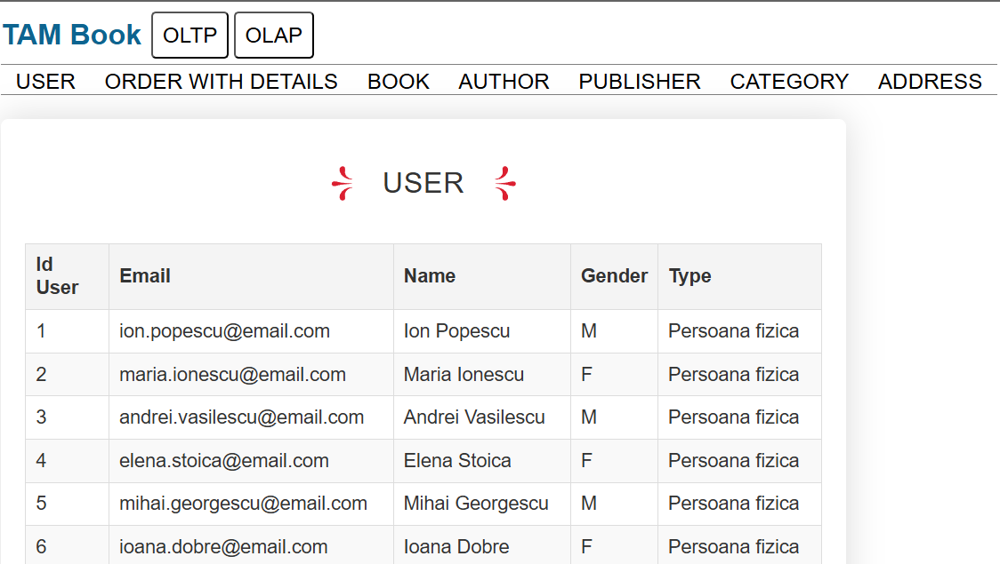 TAM Book OLTP OLAP
USER ORDER WITH DETAILS BOOK AUTHOR PUBLISHER CATEGORY ADDRESS
USER
Id User Email Name Gender Type
1 ion.popescu@email.com Ion Popescu M Persoana fizica
2 maria.ionescu@email.com Maria Ionescu F Persoana fizica
3 andrei.vasilescu@email.com Andrei Vasilescu M Persoana fizica
4 elena.stoica@email.com Elena Stoica F Persoana fizica
5 mihai.georgescu@email.com Mihai Georgescu M Persoana fizica
6 ioana.dobre@email.com Ioana Dobre F Persoana fizica